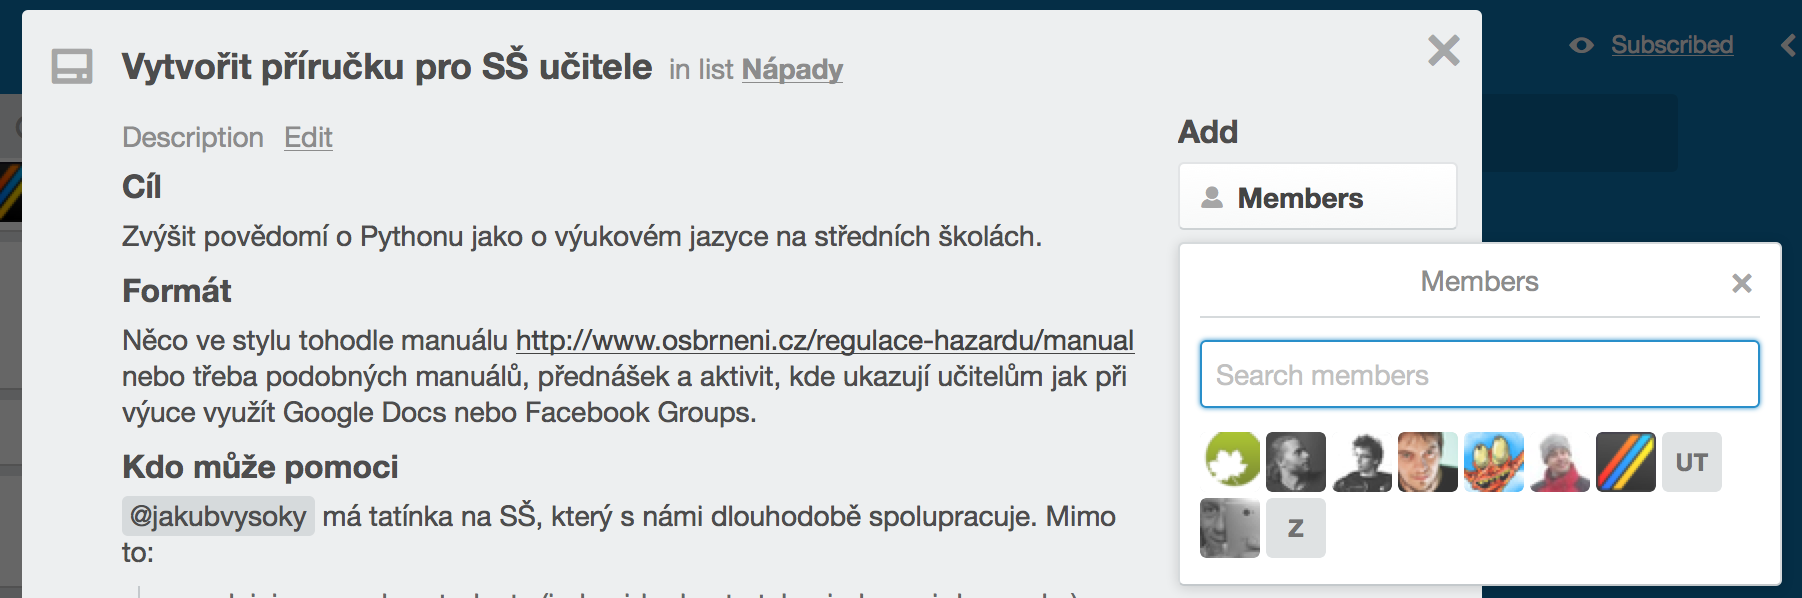 Vytvořit příručku pro SŠ učitele in list Nápady
Subscribed
Description Edit
Cíl
Zvýšit povědomí o Pythonu jako o výukovém jazyce na středních školách.
Formát
Něco ve stylu tohodle manuálu http://www.osbrneni.cz/regulace-hazardu/manual
nebo třeba podobných manuálů, přednášek a aktivit, kde ukazují učitelům jak při
výuce využít Google Docs nebo Facebook Groups.
Kdo může pomoci
@jakubvysoky má tatínka na SŠ, který s námi dlouhodobě spolupracuje. Mimo
to:
Add
Members
Members
Search members
UT
Z